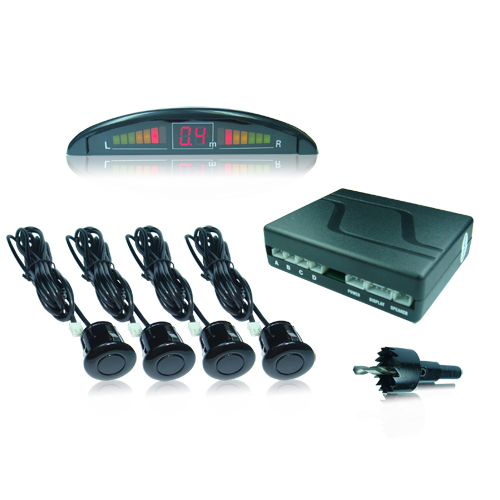 L 0.4 m R
A B C D
POWER DISPLAY SPEAKER